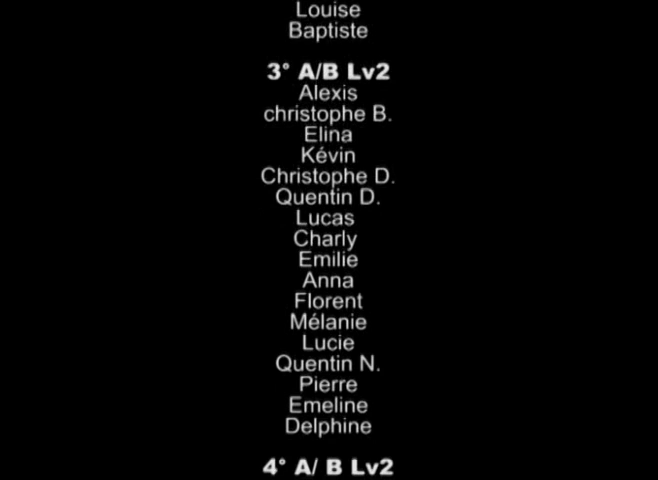 Louise
Baptiste
3° A/B Lv2
Alexis
christophe B.
Elina
Kévin
Christophe D.
Quentin D.
Lucas
Charly
Emilie
Anna
Florent
Mélanie
Lucie
Quentin N.
Pierre
Emeline
Delphine
4° A/ B Lv2